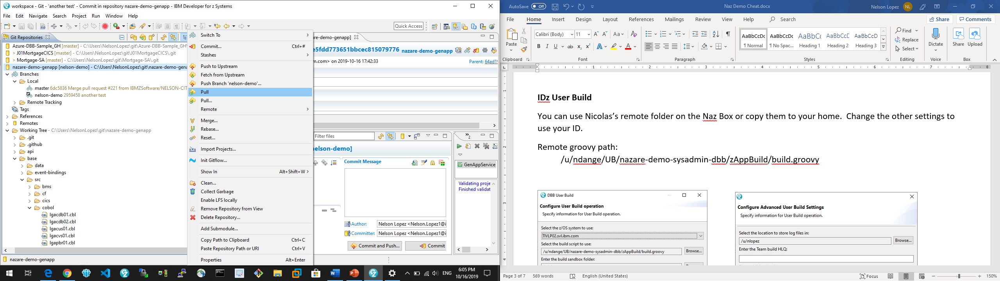 workspace - Git - 'another test' - Commit in repository nazare-demo-genapp - IBM Developer for z Systems
File Edit Navigate Search Project Run Window Help
Quick Access
Git Repositories
Azure-DBB-Sample_GH [master] - C:\Users\NelsonLopez\git\Azure-DBB-Sample_GH\
> J01MortgageCICS [master] - C:\Users\NelsonLopez\git\J01MortgageCICS\.git
> Mortgage-SA [master] - C:\Users\NelsonLopez\git\Mortgage-SA\.git
nazare-demo-genapp [nelson-demo] - C:\Users\NelsonLopez\git\nazare-demo-gena
Branches
Local
master 6dc5836 Merge pull request #221 from IBMZSoftware/NELSON-CIT
nelson-demo 2959458 another test
Remote Tracking
Tags
References
Remotes
Working Tree - C:\Users\NelsonLopez\git\nazare-demo-genapp
.git
.github
api
base
data
event-bindings
src
bms
cf
cics
cobol
lgacdb01.cbl
lgacdb02.cbl
lgacus01.cbl
lgacvs01.cbl
lgapbr01.cbl
nazare-demo-genapp
Switch To
Commit... Ctrl+#
Stashes
Push to Upstream
Fetch from Upstream
Push Branch 'nelson-demo'...
Pull
Pull...
Remote
Merge...
Rebase...
Reset...
Import Projects...
Init Gitflow...
Show In Alt+Shift+W
Clean...
Collect Garbage
Enable LFS locally
Remove Repository from View
Delete Repository...
Add Submodule...
Copy Path to Clipboard Ctrl+C
Paste Repository Path or URI Ctrl+V
Properties Alt+Enter
re-demo-genapp]
e5fdd773651bbcec815079776 nazare-demo-genapp
m.com> on 2019-10-16 17:42:33
Parent: 64ad19
Filter files
nelson-demo]
Commit Message
Author: Nelson Lopez <Nelson.Lopez1@i
Committer: Nelson Lopez <Nelson.Lopez1@i
Commit and Push... Commit
2
GenAppService
Validating proje
Finished validat
ENG
6:05 PM
10/16/2019
AutoSave Off
Naz Demo Cheat.docx
Nelson Lopez NL
File Home Insert Design Layout References Mailings Review View Help Search
Share Comments
Paste
Clipboard
Calibri (Body) 11
Font
Paragraph
AaBbCcDc AaBbCcDc AaBbCc AaBbCcC AaBbCcD
¶ Normal ¶ No Spac... Heading 1 Heading 2 Heading 3
Styles
Find
Replace
Select
Editing
Dictate
Voice
Share Upload
Box
1 2 3 4 5 6 7 8
IDz User Build
You can use Nicolas’s remote folder on the Naz Box or copy them to your home. Change the other settings to
use your ID.
Remote groovy path:
/u/ndange/UB/nazare-demo-sysadmin-dbb/zAppBuild/build.groovy
DBB User Build
Configure User Build operation
Specify information for User Build operation.
Select the z/OS system to use:
TIVLP02.svl.ibm.com
Select the build script to use:
/u/ndange/UB/nazare-demo-sysadmin-dbb/zAppBuild/build.groovy
Browse...
Enter the build sandbox folder:
Configure Advanced User Build Settings
Specify information for User Build operation.
Select the location to store log files in:
/u/nlopez
Browse...
Enter the Team build HLQ:
Page 3 of 7 569 words English (United States)
Focus
150%